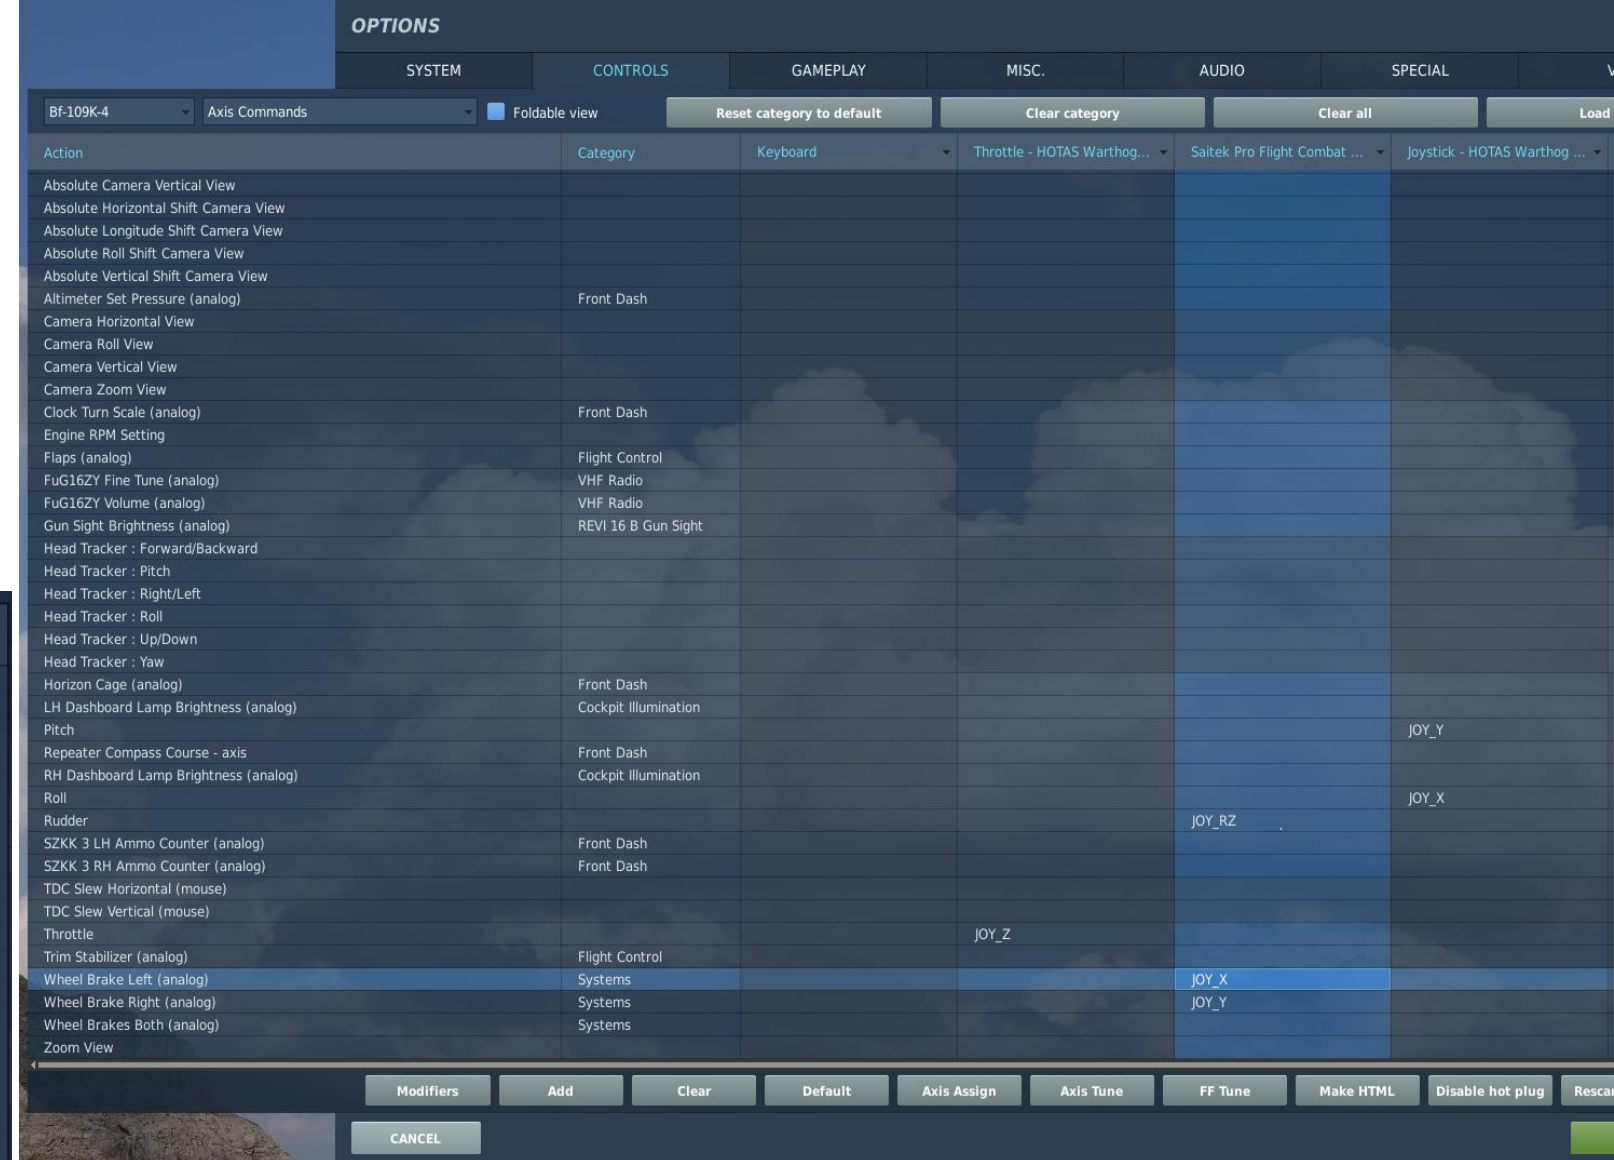 OPTIONS
SYSTEM CONTROLS GAMEPLAY MISC. AUDIO SPECIAL V
Bf-109K-4 Axis Commands Foldable view Reset category to default Clear category Clear all Load
Action Category Keyboard Throttle - HOTAS Warthog... Saitek Pro Flight Combat ... Joystick - HOTAS Warthog ...
Absolute Camera Vertical View
Absolute Horizontal Shift Camera View
Absolute Longitude Shift Camera View
Absolute Roll Shift Camera View
Absolute Vertical Shift Camera View
Altimeter Set Pressure (analog) Front Dash
Camera Horizontal View
Camera Roll View
Camera Vertical View
Camera Zoom View
Clock Turn Scale (analog) Front Dash
Engine RPM Setting
Flaps (analog) Flight Control
FuG16ZY Fine Tune (analog) VHF Radio
FuG16ZY Volume (analog) VHF Radio
Gun Sight Brightness (analog) REVI 16 B Gun Sight
Head Tracker : Forward/Backward
Head Tracker : Pitch
Head Tracker : Right/Left
Head Tracker : Roll
Head Tracker : Up/Down
Head Tracker : Yaw
Horizon Cage (analog) Front Dash
LH Dashboard Lamp Brightness (analog) Cockpit Illumination
Pitch JOY_Y
Repeater Compass Course - axis Front Dash
RH Dashboard Lamp Brightness (analog) Cockpit Illumination
Roll JOY_X
Rudder JOY_RZ
SZKK 3 LH Ammo Counter (analog) Front Dash
SZKK 3 RH Ammo Counter (analog) Front Dash
TDC Slew Horizontal (mouse)
TDC Slew Vertical (mouse)
Throttle JOY_Z
Trim Stabilizer (analog) Flight Control
Wheel Brake Left (analog) Systems JOY_X
Wheel Brake Right (analog) Systems JOY_Y
Wheel Brakes Both (analog) Systems
Zoom View
Modifiers Add Clear Default Axis Assign Axis Tune FF Tune Make HTML Disable hot plug Rescan
CANCEL